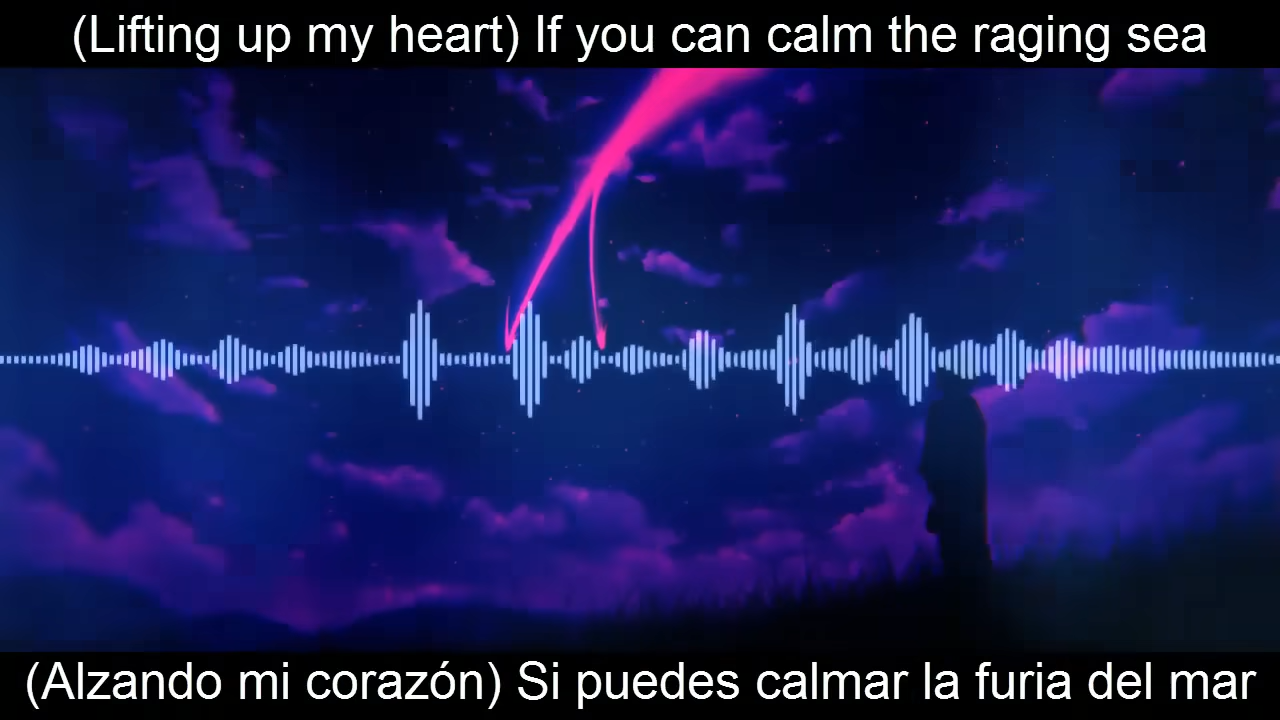 (Lifting up my heart) If you can calm the raging sea
(Alzando mi corazón) Si puedes calmar la furia del mar